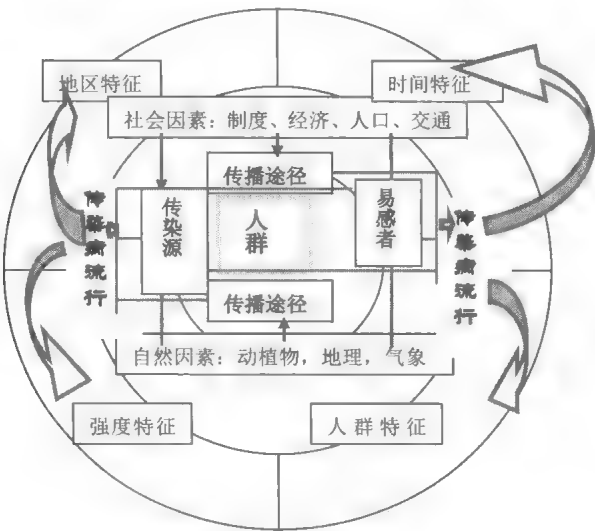 地区特征
时间特征
社会因素：制度、经济、人口、交通
传播途径
传染病流行
传染源
人群
易感者
传染病流行
传播途径
自然因素：动植物，地理，气象
强度特征
人群特征